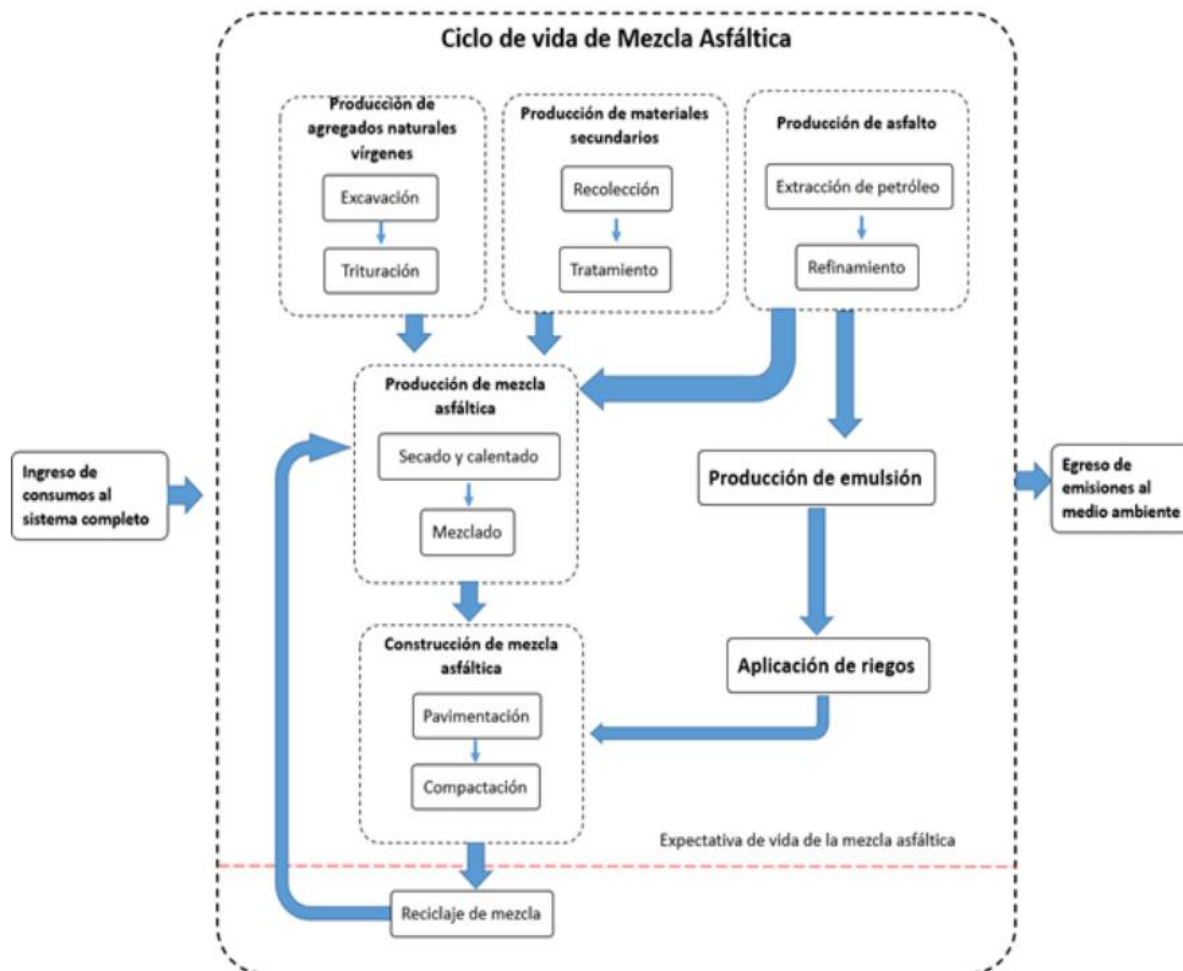 Ciclo de vida de Mezcla Asfáltica
Producción de
agregados naturales
vírgenes
Excavación
Trituración
Producción de materiales
secundarios
Recolección
Tratamiento
Producción de asfalto
Extracción de petróleo
Refinamiento
Producción de mezcla
asfáltica
Secado y calentado
Mezclado
Ingreso de
consumos al
sistema completo
Producción de emulsión
Egreso de
emisiones al
medio ambiente
Construcción de mezcla
asfáltica
Pavimentación
Compactación
Aplicación de riegos
Expectativa de vida de la mezcla asfáltica
Reciclaje de mezcla